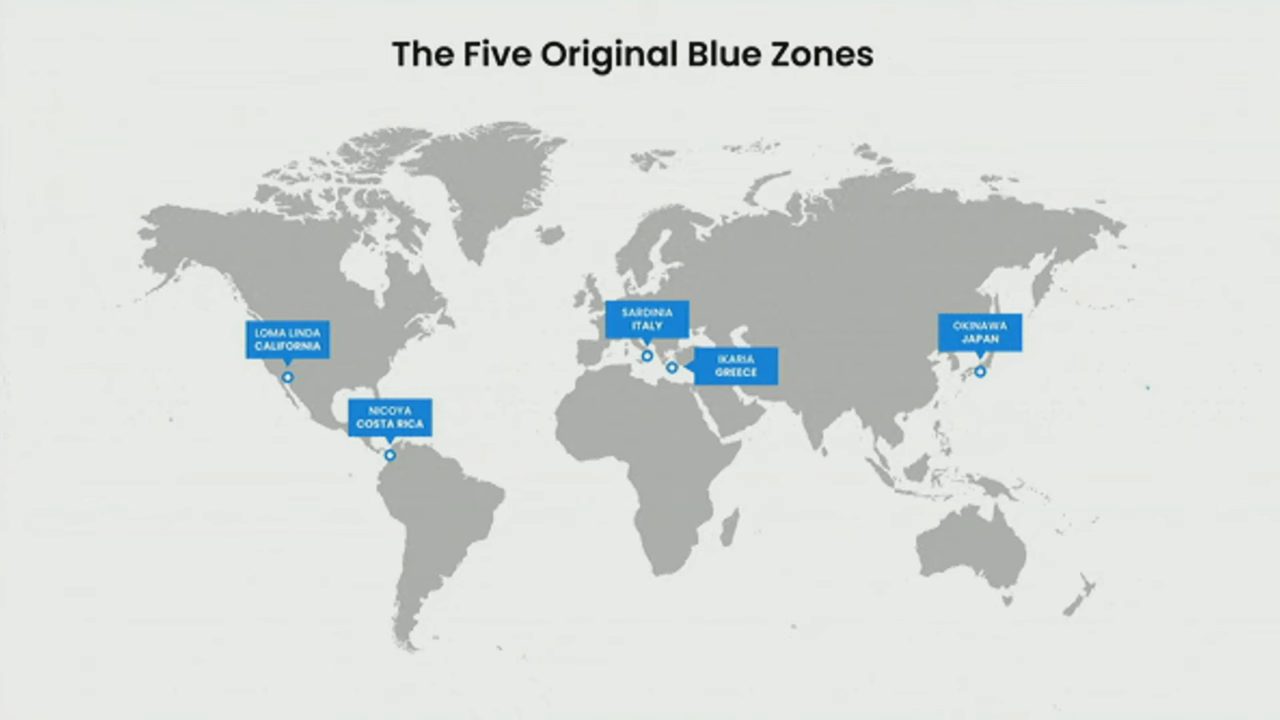 The Five Original Blue Zones
SARDINIA
ITALY
OKINAWA
JAPAN
LOMA LINDA
CALIFORNIA
IKARIA
GREECE
NICOYA
COSTA RICA